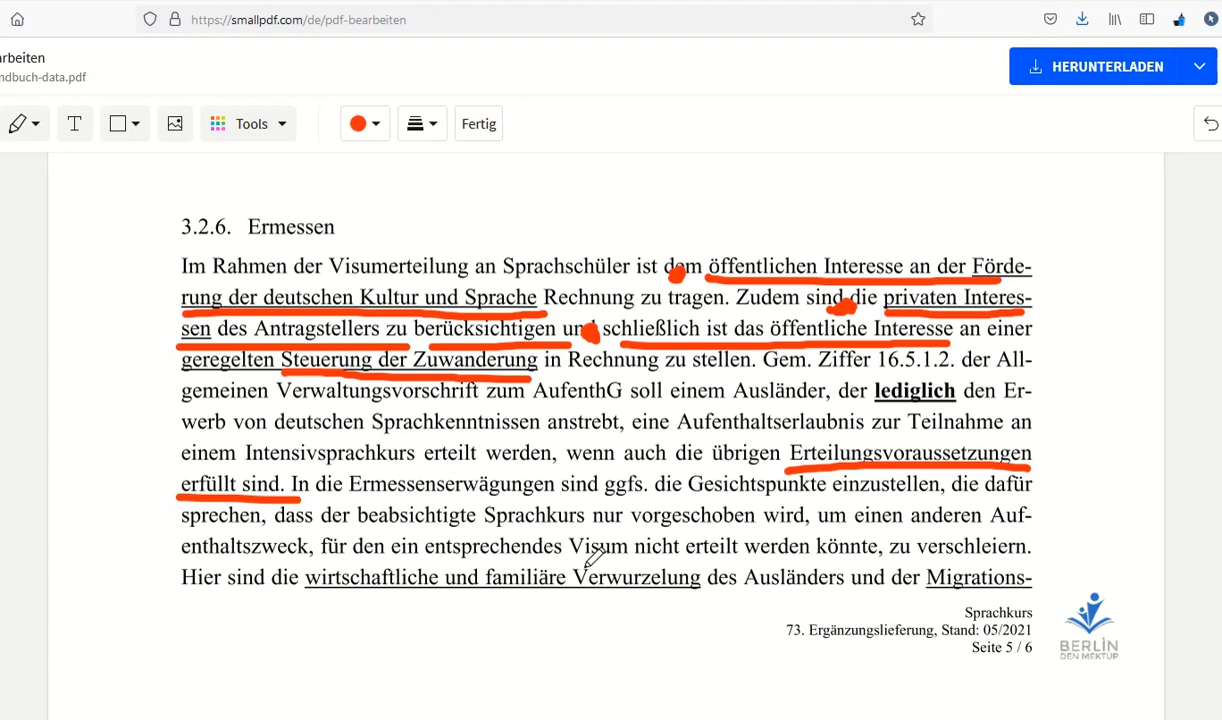 https://smallpdf.com/de/pdf-bearbeiten
rbeiten
ndbuch-data.pdf
HERUNTERLADEN
T
Tools
Fertig
3.2.6. Ermessen
Im Rahmen der Visumerteilung an Sprachschüler ist dem öffentlichen Interesse an der Förde-
rung der deutschen Kultur und Sprache Rechnung zu tragen. Zudem sind die privaten Interes-
sen des Antragstellers zu berücksichtigen und schließlich ist das öffentliche Interesse an einer
geregelten Steuerung der Zuwanderung in Rechnung zu stellen. Gem. Ziffer 16.5.1.2. der All-
gemeinen Verwaltungsvorschrift zum AufenthG soll einem Ausländer, der lediglich den Er-
werb von deutschen Sprachkenntnissen anstrebt, eine Aufenthaltserlaubnis zur Teilnahme an
einem Intensivsprachkurs erteilt werden, wenn auch die übrigen Erteilungsvoraussetzungen
erfüllt sind. In die Ermessenserwägungen sind ggfs. die Gesichtspunkte einzustellen, die dafür
sprechen, dass der beabsichtigte Sprachkurs nur vorgeschoben wird, um einen anderen Auf-
enthaltszweck, für den ein entsprechendes Visum nicht erteilt werden könnte, zu verschleiern.
Hier sind die wirtschaftliche und familiäre Verwurzelung des Ausländers und der Migrations-
Sprachkurs
73. Ergänzungslieferung, Stand: 05/2021
Seite 5 / 6
BERLİN
DEN MEKTUP